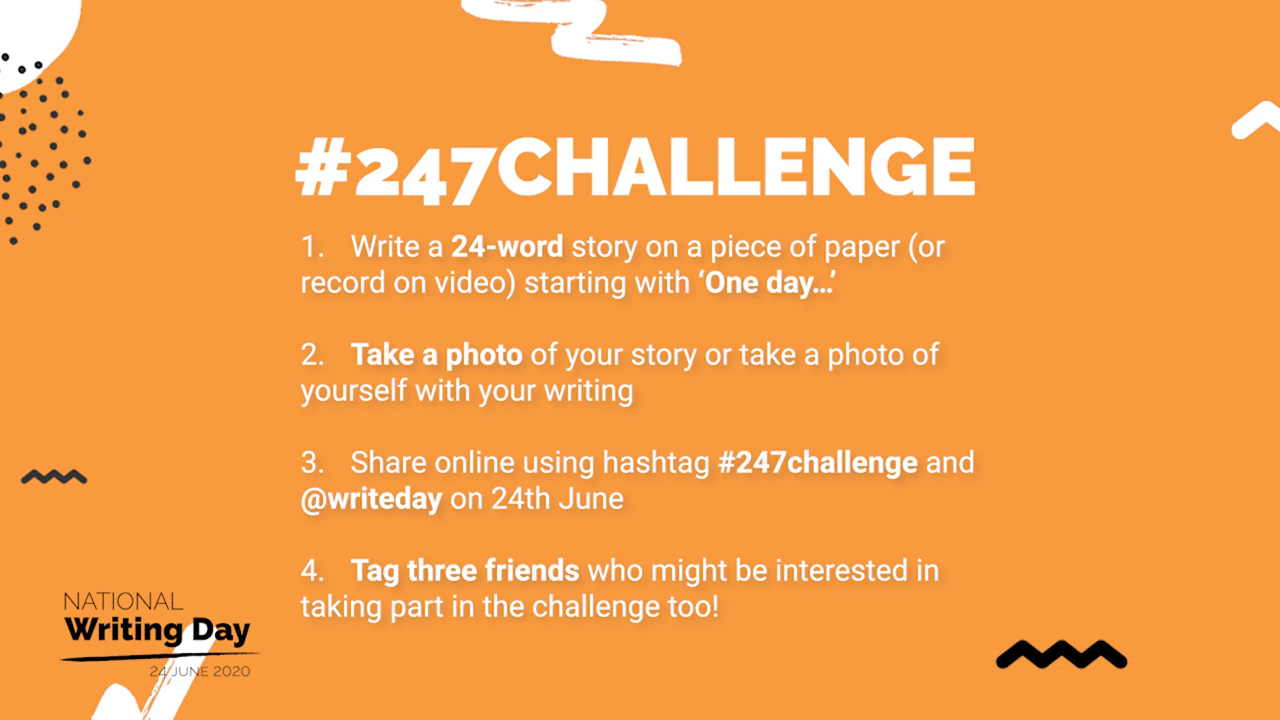 #247CHALLENGE
1. Write a 24-word story on a piece of paper (or
record on video) starting with ‘One day...’
2. Take a photo of your story or take a photo of
yourself with your writing
3. Share online using hashtag #247challenge and
@writeday on 24th June
4. Tag three friends who might be interested in
taking part in the challenge too!
NATIONAL
Writing Day
24 JUNE 2020